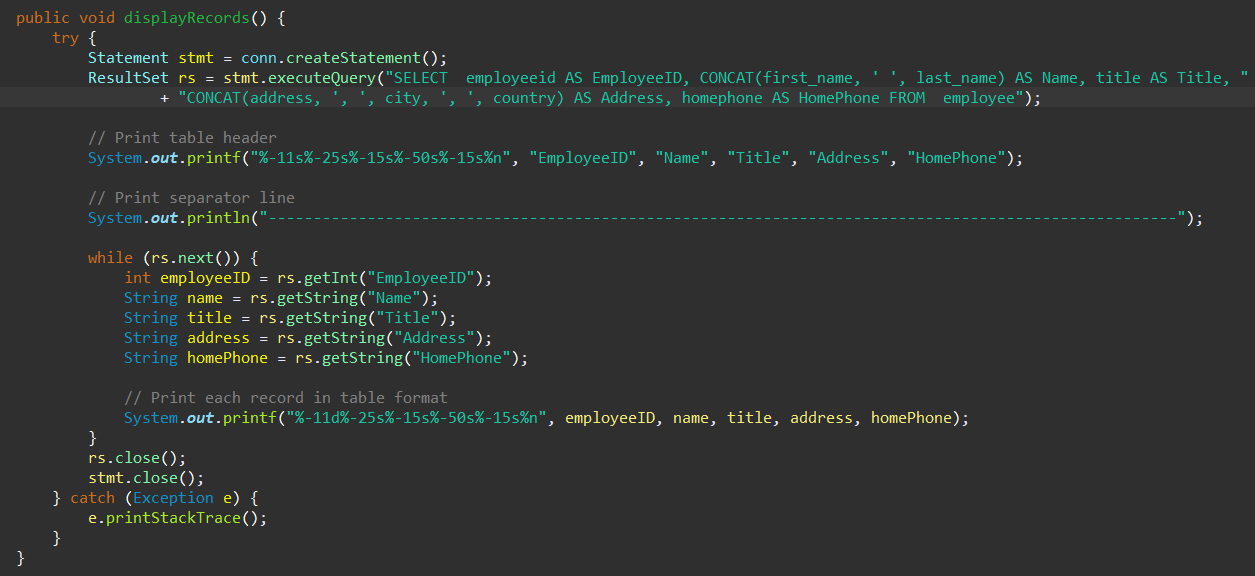 public void displayRecords() {
    try {
        Statement stmt = conn.createStatement();
        ResultSet rs = stmt.executeQuery("SELECT  employeeid AS EmployeeID, CONCAT(first_name, ' ', last_name) AS Name, title AS Title, "
                + "CONCAT(address, ', ', city, ', ', country) AS Address, homephone AS HomePhone FROM  employee");

        // Print table header
        System.out.printf("%-11s%-25s%-15s%-50s%-15s%n", "EmployeeID", "Name", "Title", "Address", "HomePhone");

        // Print separator line
        System.out.println("-----------------------------------------------------------------------------------------------------");

        while (rs.next()) {
            int employeeID = rs.getInt("EmployeeID");
            String name = rs.getString("Name");
            String title = rs.getString("Title");
            String address = rs.getString("Address");
            String homePhone = rs.getString("HomePhone");

            // Print each record in table format
            System.out.printf("%-11d%-25s%-15s%-50s%-15s%n", employeeID, name, title, address, homePhone);
        }
        rs.close();
        stmt.close();
    } catch (Exception e) {
        e.printStackTrace();
    }
}